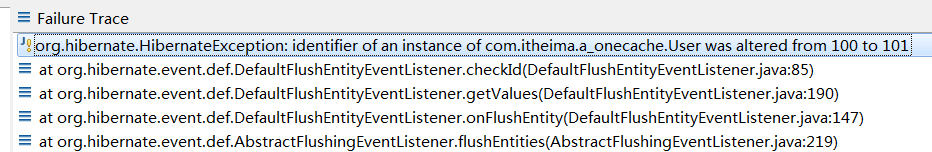 Failure Trace
org.hibernate.HibernateException: identifier of an instance of com.itheima.a_onecache.User was altered from 100 to 101
at org.hibernate.event.def.DefaultFlushEntityEventListener.checkId(DefaultFlushEntityEventListener.java:85)
at org.hibernate.event.def.DefaultFlushEntityEventListener.getValues(DefaultFlushEntityEventListener.java:190)
at org.hibernate.event.def.DefaultFlushEntityEventListener.onFlushEntity(DefaultFlushEntityEventListener.java:147)
at org.hibernate.event.def.AbstractFlushingEventListener.flushEntities(AbstractFlushingEventListener.java:219)